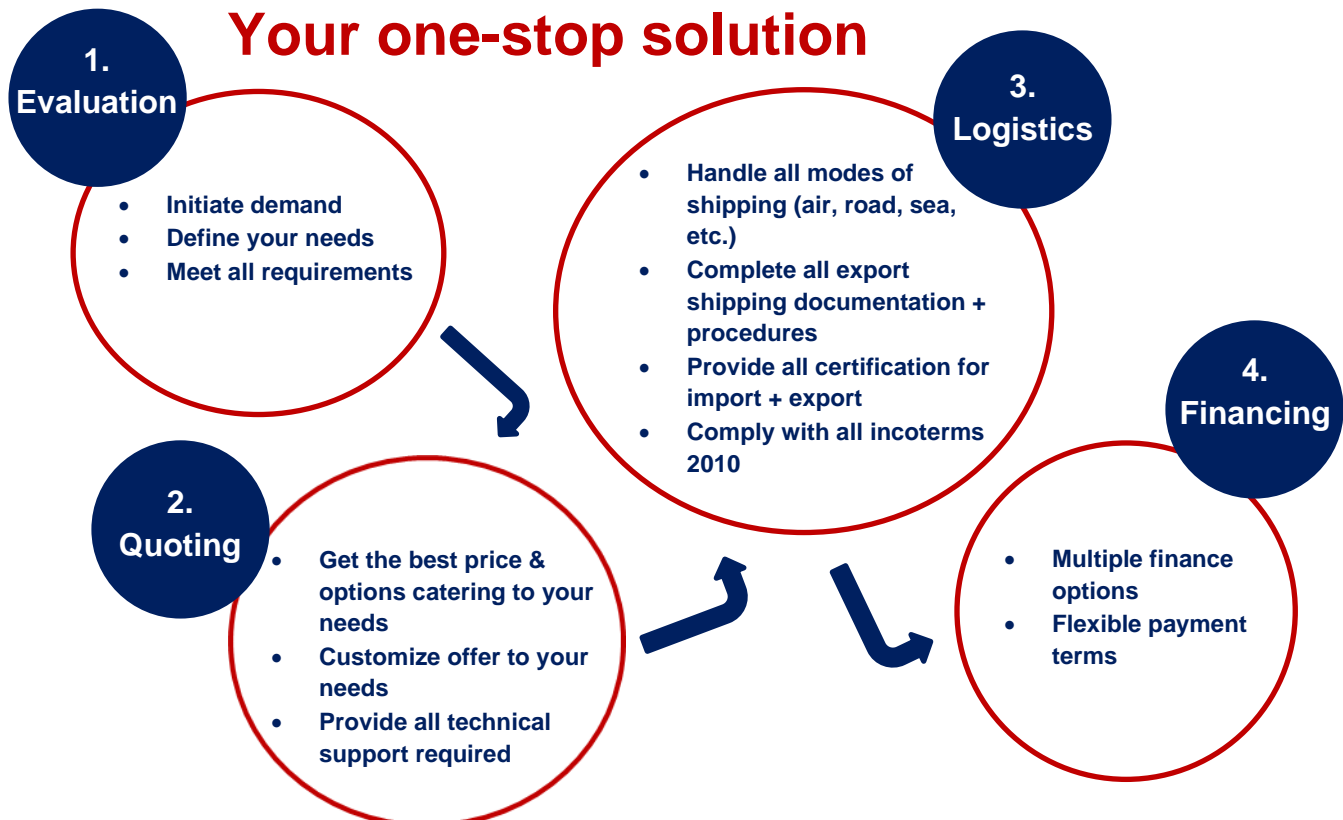 Your one-stop solution
1.
Evaluation
• Initiate demand
• Define your needs
• Meet all requirements
2.
Quoting
• Get the best price &
options catering to your
needs
• Customize offer to your
needs
• Provide all technical
support required
3.
Logistics
• Handle all modes of
shipping (air, road, sea,
etc.)
• Complete all export
shipping documentation +
procedures
• Provide all certification for
import + export
• Comply with all incoterms
2010
4.
Financing
• Multiple finance
options
• Flexible payment
terms